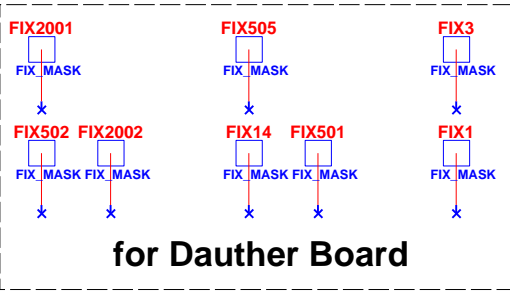 FIX2001 FIX505 FIX3
FIX_MASK FIX_MASK FIX_MASK
FIX502 FIX2002 FIX14 FIX501 FIX1
FIX_MASK FIX_MASK FIX_MASK FIX_MASK FIX_MASK
for Dauther Board